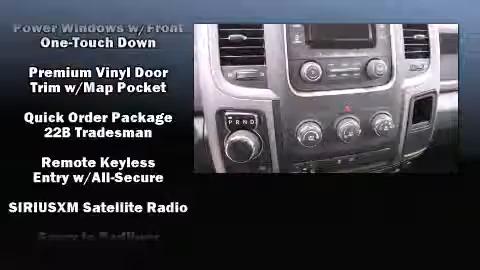 Power Windows w/Front
One-Touch Down
Premium Vinyl Door
Trim w/Map Pocket
Quick Order Package
22B Tradesman
Remote Keyless
Entry w/All-Secure
SIRIUSXM Satellite Radio
P R N D